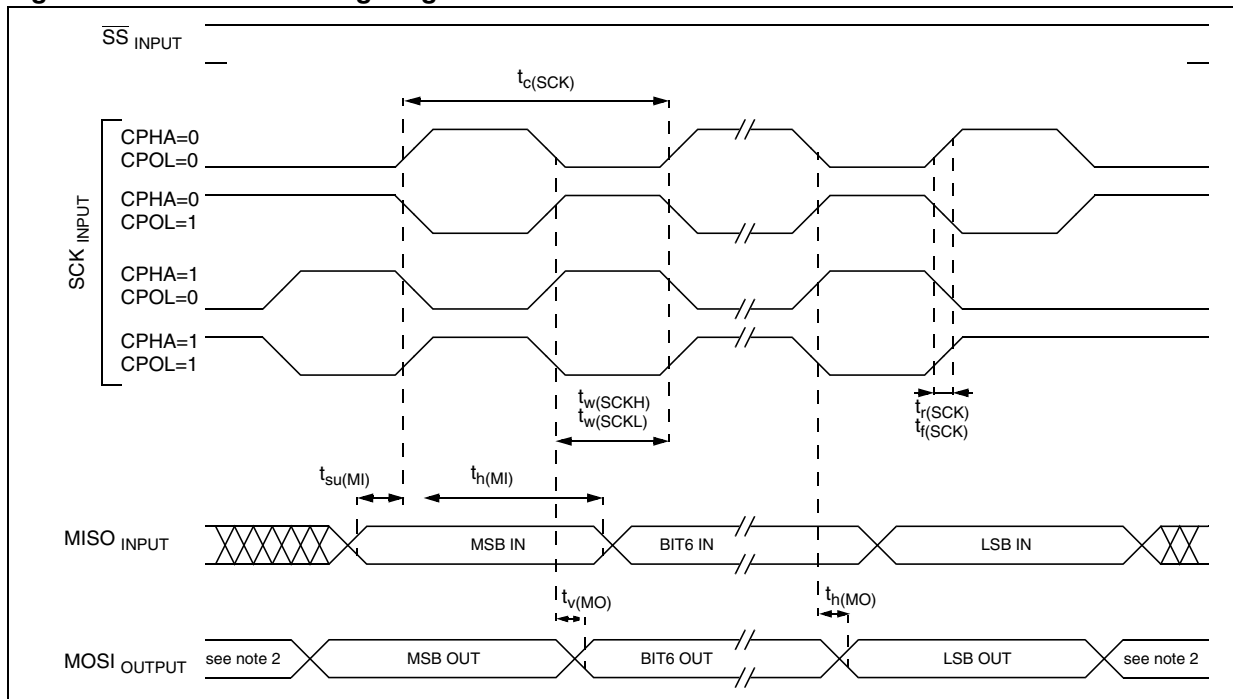 SS INPUT
tc(SCK)
SCK INPUT
CPHA=0
CPOL=0
CPHA=0
CPOL=1
CPHA=1
CPOL=0
CPHA=1
CPOL=1
tw(SCKH)
tw(SCKL)
tr(SCK)
tf(SCK)
tsu(MI)
th(MI)
MISO INPUT
MSB IN
BIT6 IN
LSB IN
tv(MO)
th(MO)
MOSI OUTPUT
see note 2
MSB OUT
BIT6 OUT
LSB OUT
see note 2